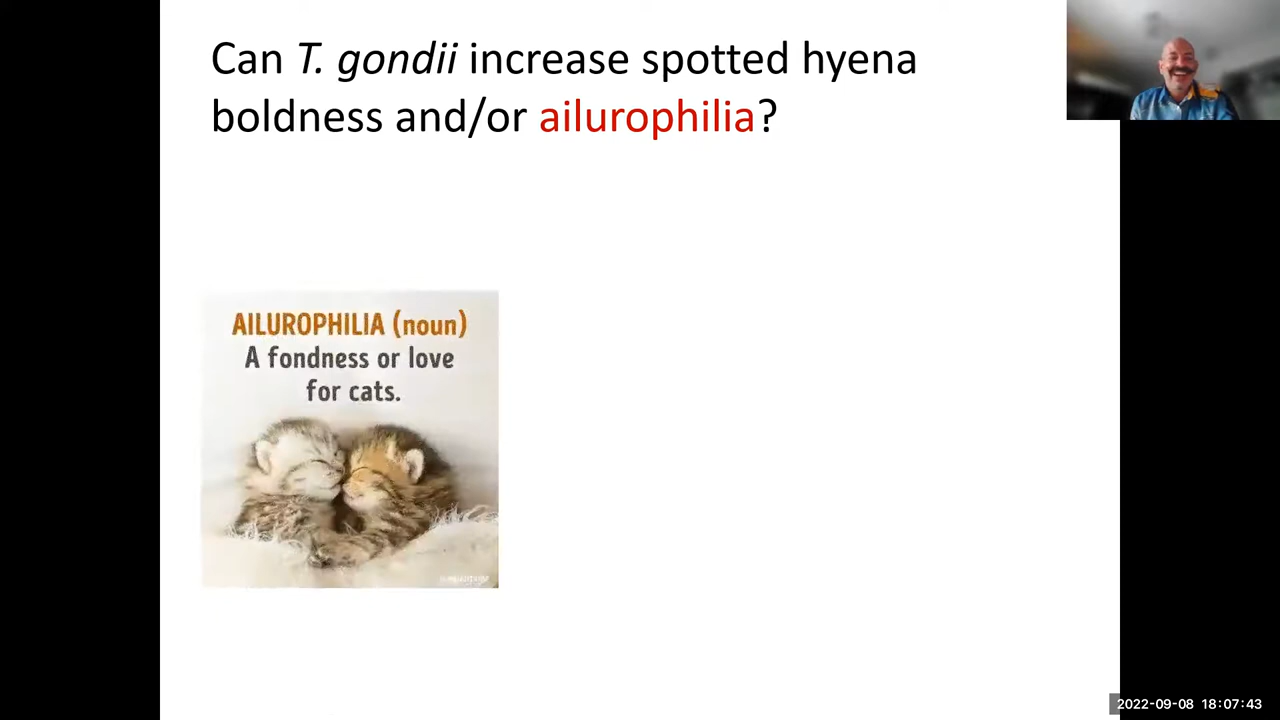 Can T. gondii increase spotted hyena
boldness and/or ailurophilia?
AILUROPHILIA (noun)
A fondness or love
for cats.
2022-09-08 18:07:43